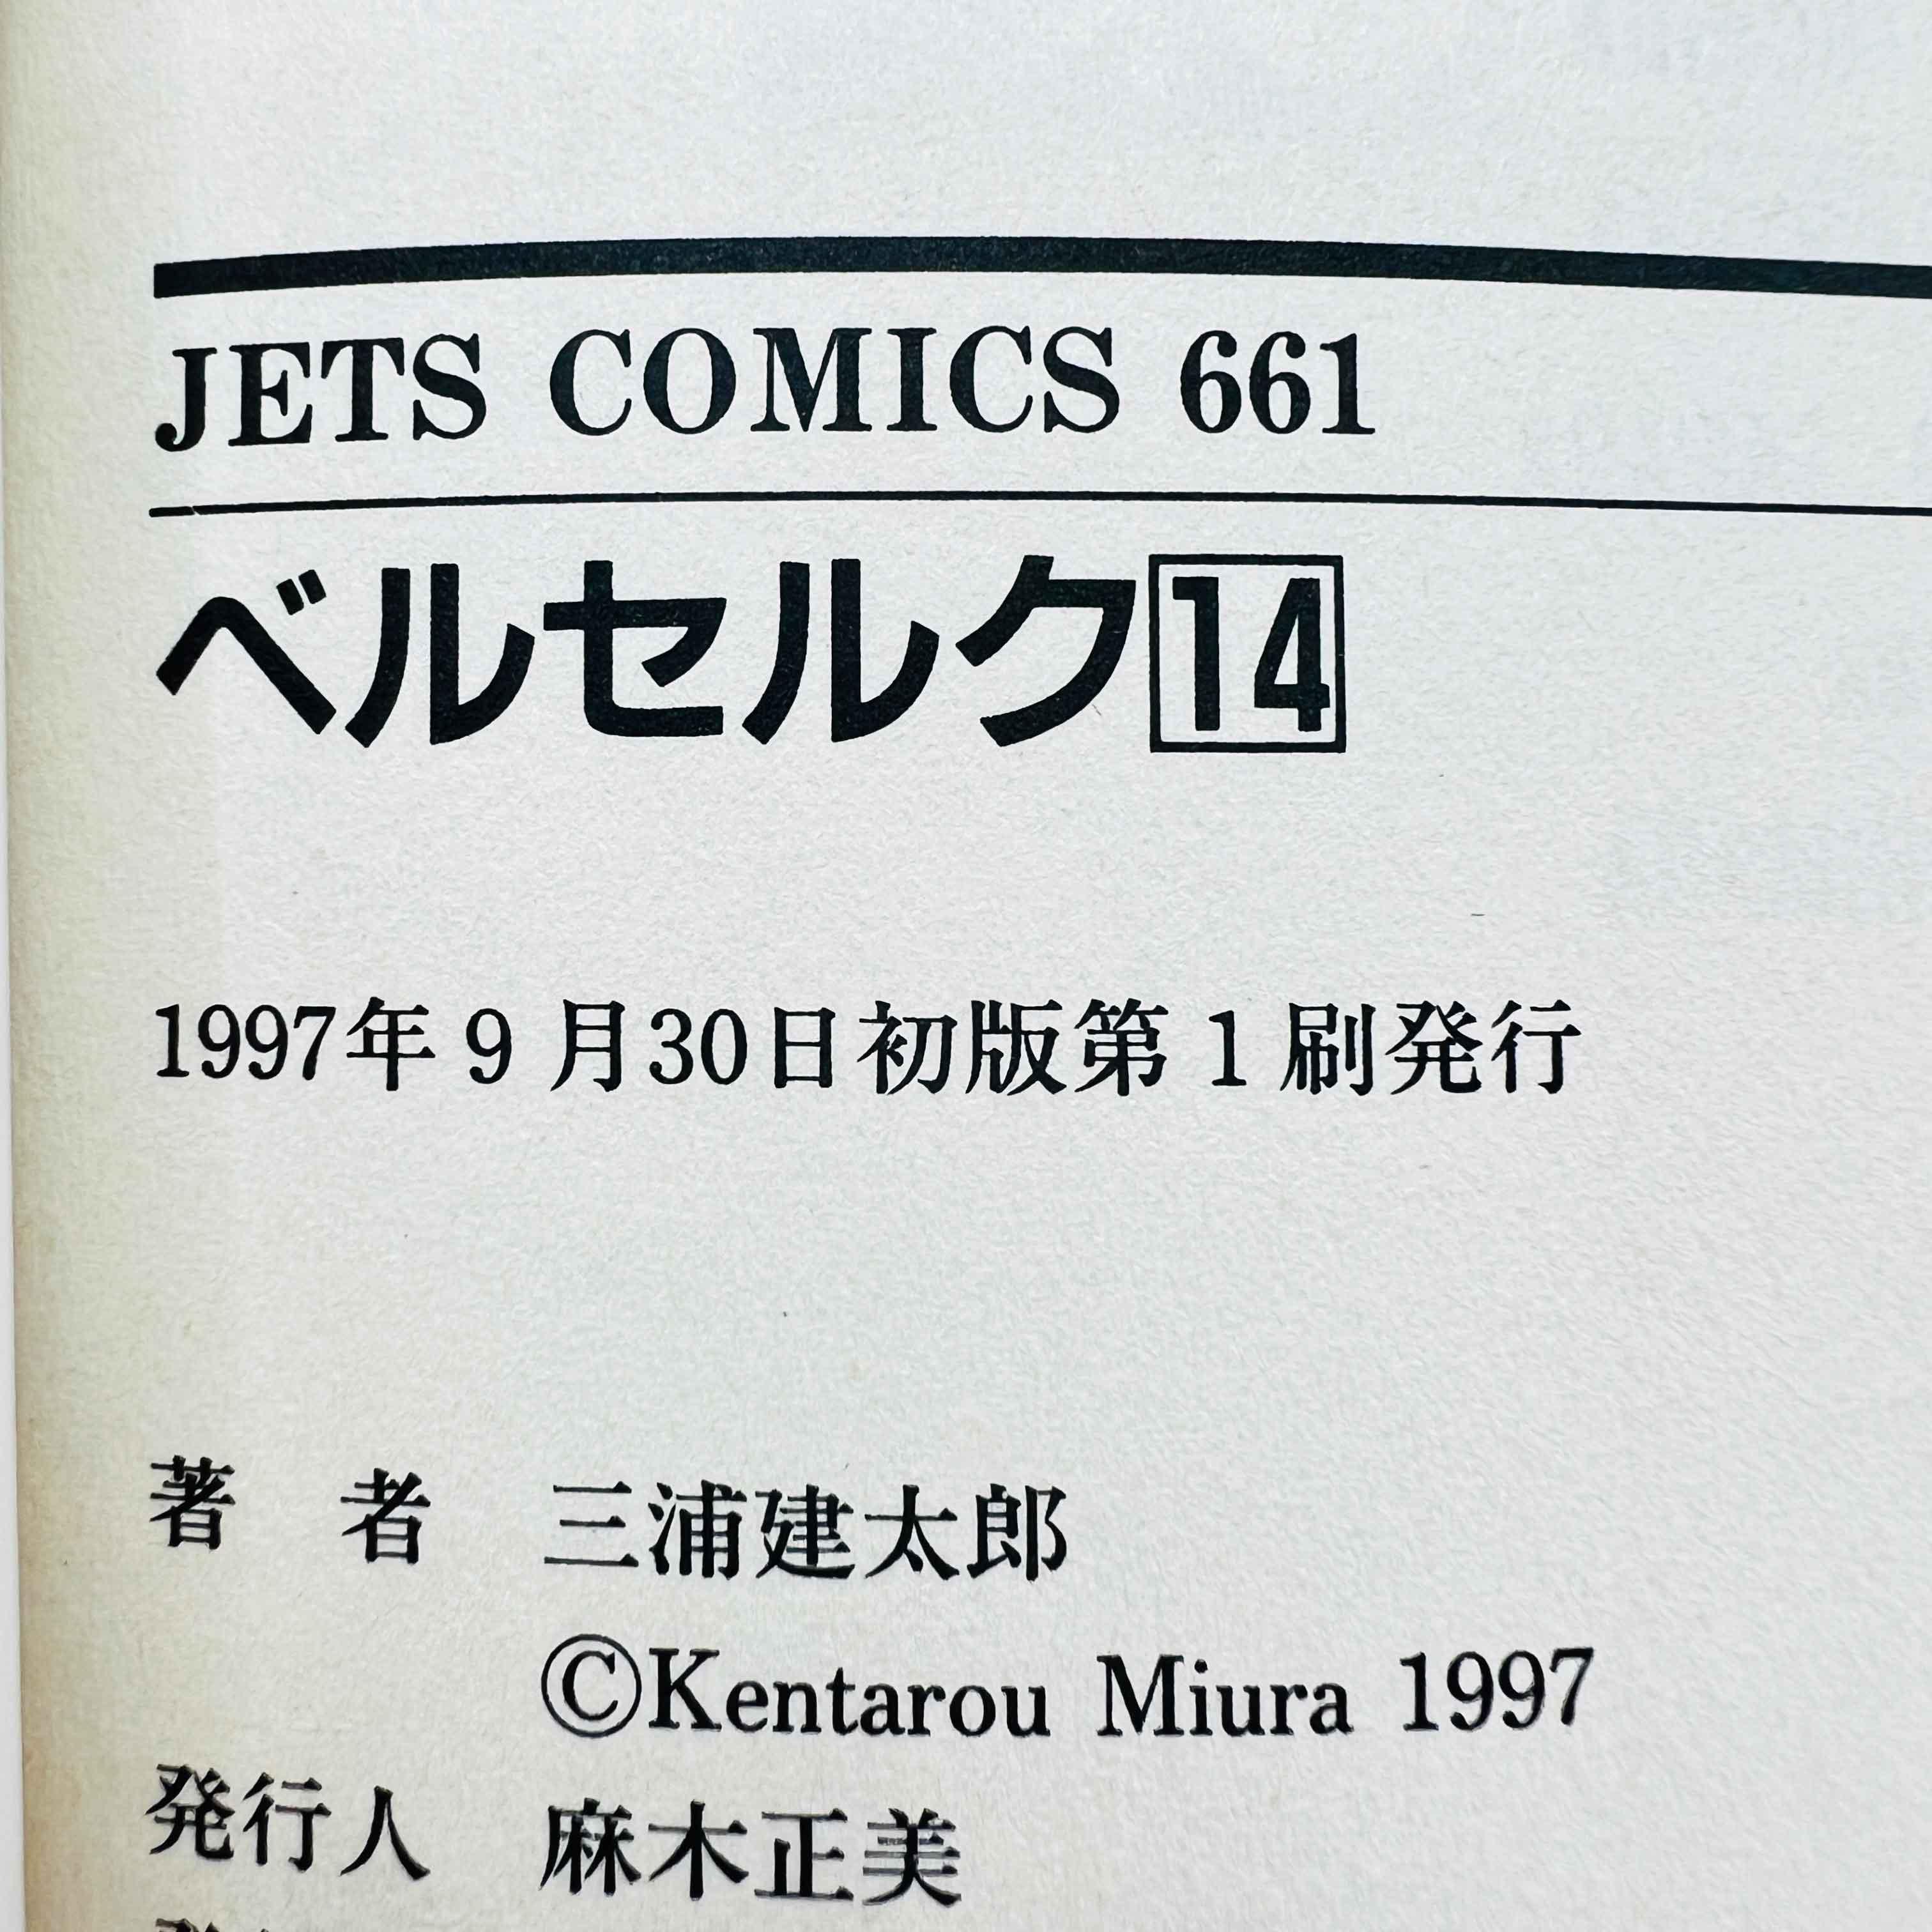 JETS COMICS 661
ベルセルク14
1997年9月30日初版第1刷発行
著 者 三浦建太郎
©Kentarou Miura 1997
発行人 麻木正美